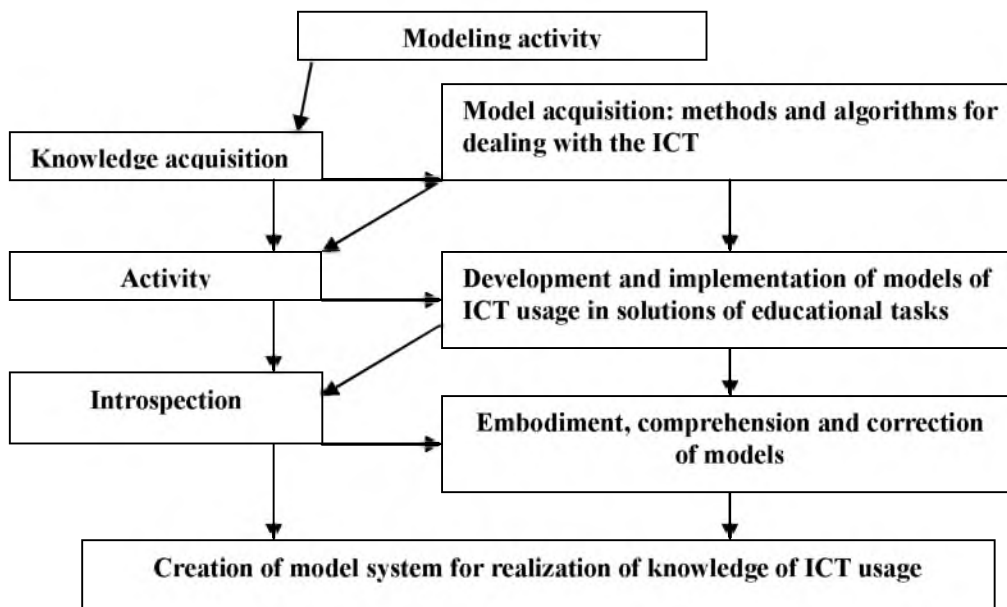 Modeling activity
Model acquisition: methods and algorithms for
dealing with the ICT
Knowledge acquisition
Activity
Development and implementation of models of
ICT usage in solutions of educational tasks
Introspection
Embodiment, comprehension and correction
of models
Creation of model system for realization of knowledge of ICT usage